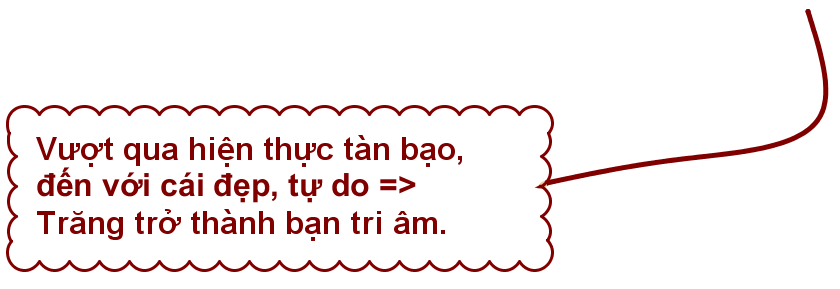 Vượt qua hiện thực tàn bạo,
đến với cái đẹp, tự do =>
Trăng trở thành bạn tri âm.